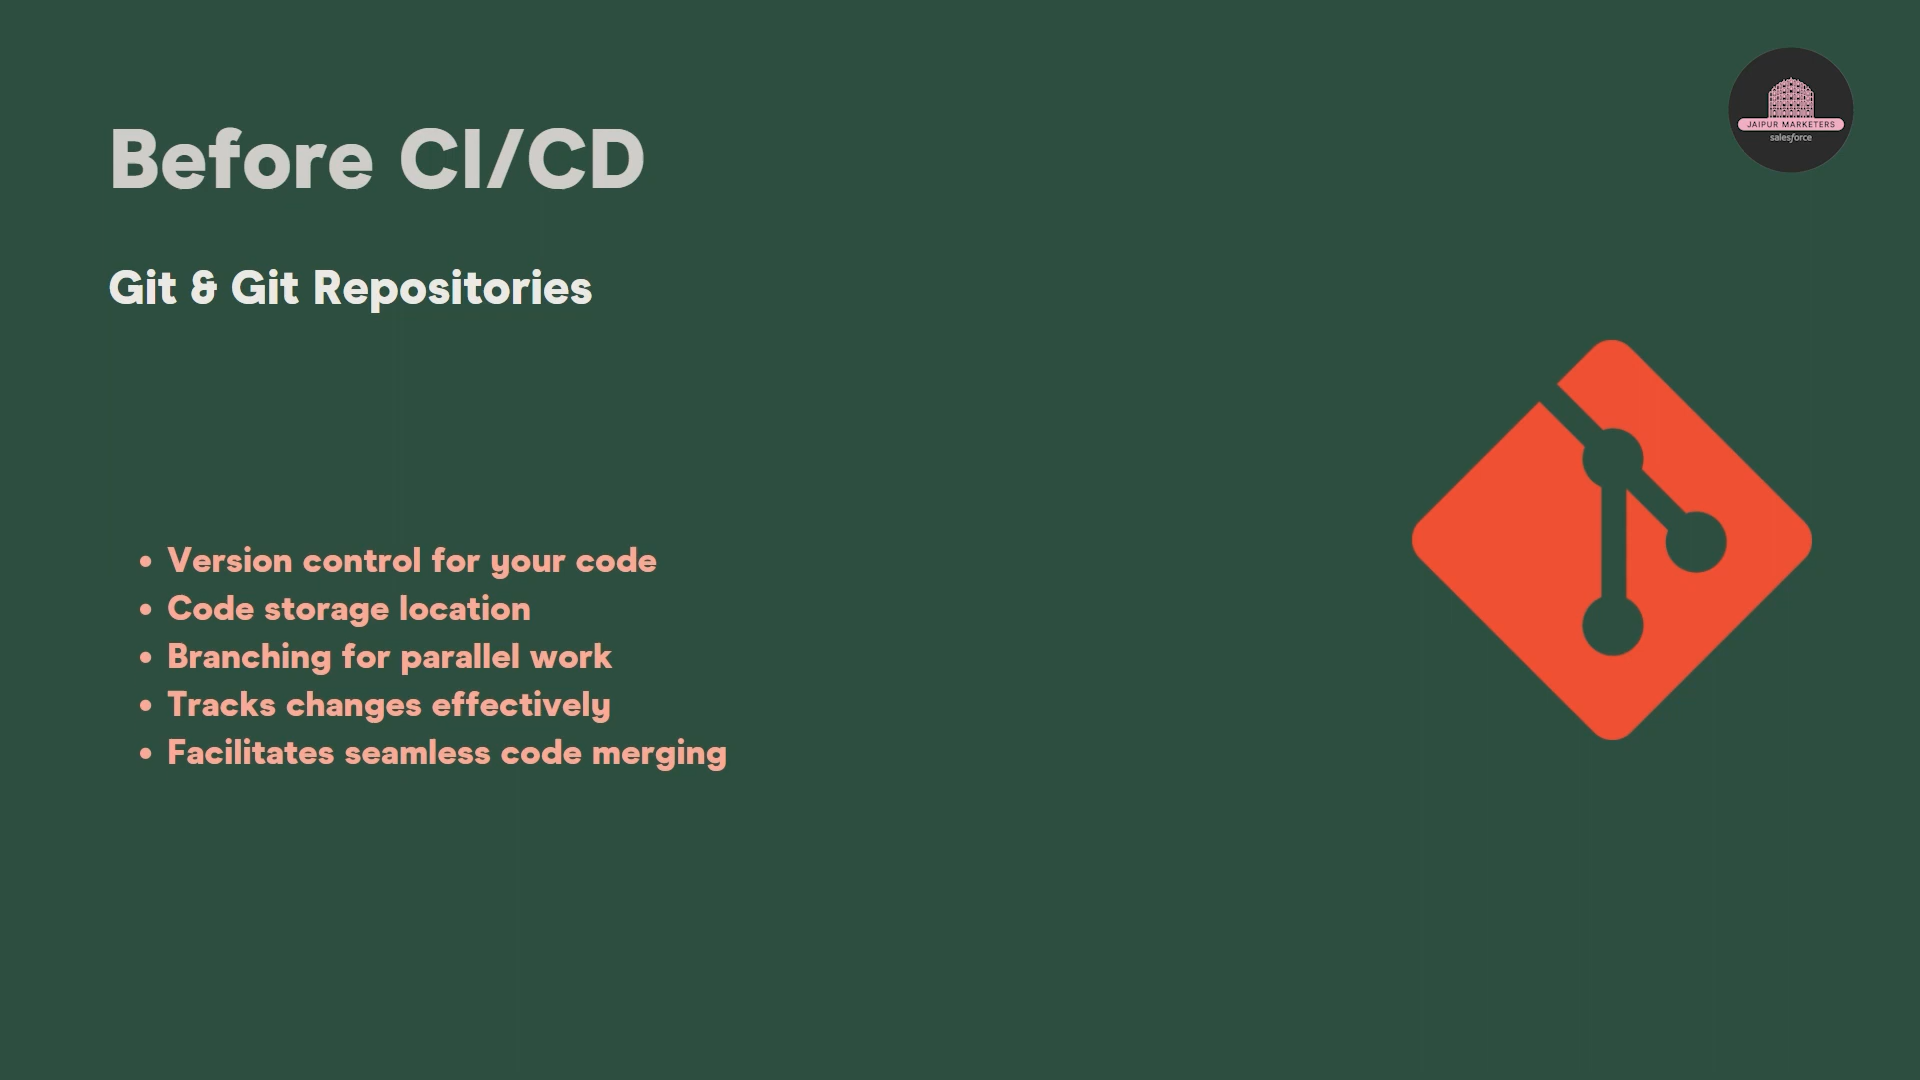 JAIPUR MARKETERS
salesforce
Before CI/CD
Git & Git Repositories
• Version control for your code
• Code storage location
• Branching for parallel work
• Tracks changes effectively
• Facilitates seamless code merging